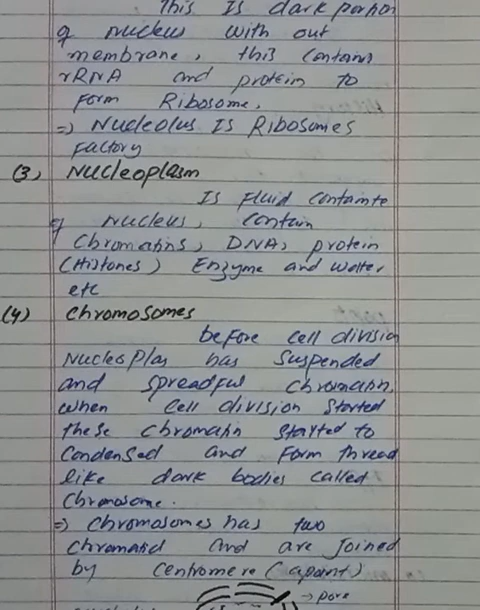 This Is dark portion
of nucleus with out
membrane, this contains
rRNA and protein to
form Ribosome.
=) Nucleolus Is Ribosomes
factory
(3) Nucleoplasm
Is Fluid containte
of nucleus, contain
Chromatins, DNA, protein
(Histones) Enzyme and water
etc
(4) Chromosomes
before cell division
Nucleoplas has suspended
and spreadful chromatin,
when cell division started
these chromatin started to
condensed and form thread
like dark bodies called
Chromosome.
=) Chromosomes has two
chromatid and are joined
by centromere (apoint)
→ pore